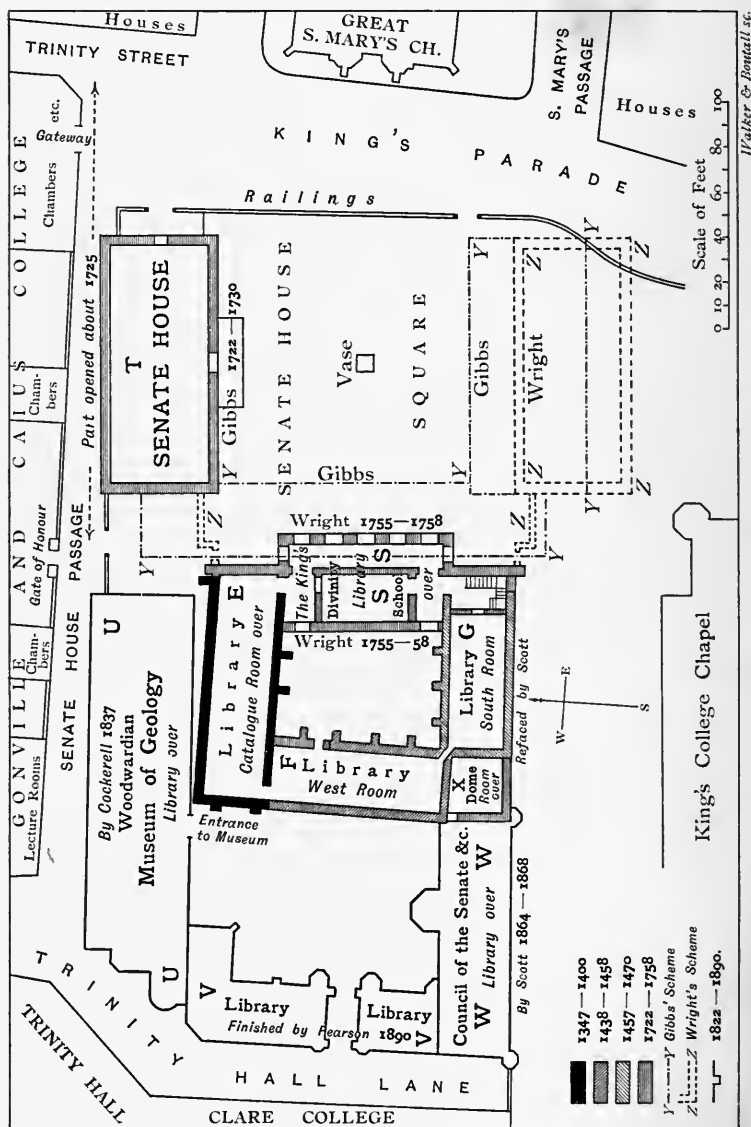 Houses
TRINITY STREET
GREAT
S. MARY'S CH.
S. MARY'S
PASSAGE
Houses
KING'S PARADE
Railings
GONVILLE AND CAIUS COLLEGE
Lecture Rooms
Chambers
Gate of Honour
Chambers
Chambers
Gateway
etc.
SENATE HOUSE PASSAGE
Part opened about 1725
T
SENATE HOUSE
Gibbs 1722—1730
SENATE HOUSE
SQUARE
Vase
Gibbs
Gibbs
Wright
Y
Y
Y
Y
Y
Y
Y
Z
Z
Z
Z
Z
Z
Scale of Feet
0 10 20 40 60 80 100
Walker & Boutall sc.
U
By Cockerell 1837
Woodwardian
Museum of Geology
Library over
U
Library E
Catalogue Room over
Wright 1755—1758
The King's
Library
over
Divinity
School
S
S
Wright 1755—58
F Library
West Room
Library G
South Room
Refaced by Scott
X
Dome
Room
over
Entrance
to Museum
W E
S
King's College Chapel
V
Library
Finished by Pearson 1890
Library
V
Council of the Senate &c.
W Library over W
By Scott 1864—1868
TRINITY HALL LANE
TRINITY HALL
CLARE COLLEGE
1347—1400
1438—1458
1457—1470
1722—1758
Y Y Gibbs' Scheme
Z Z Wright's Scheme
1822—1890.